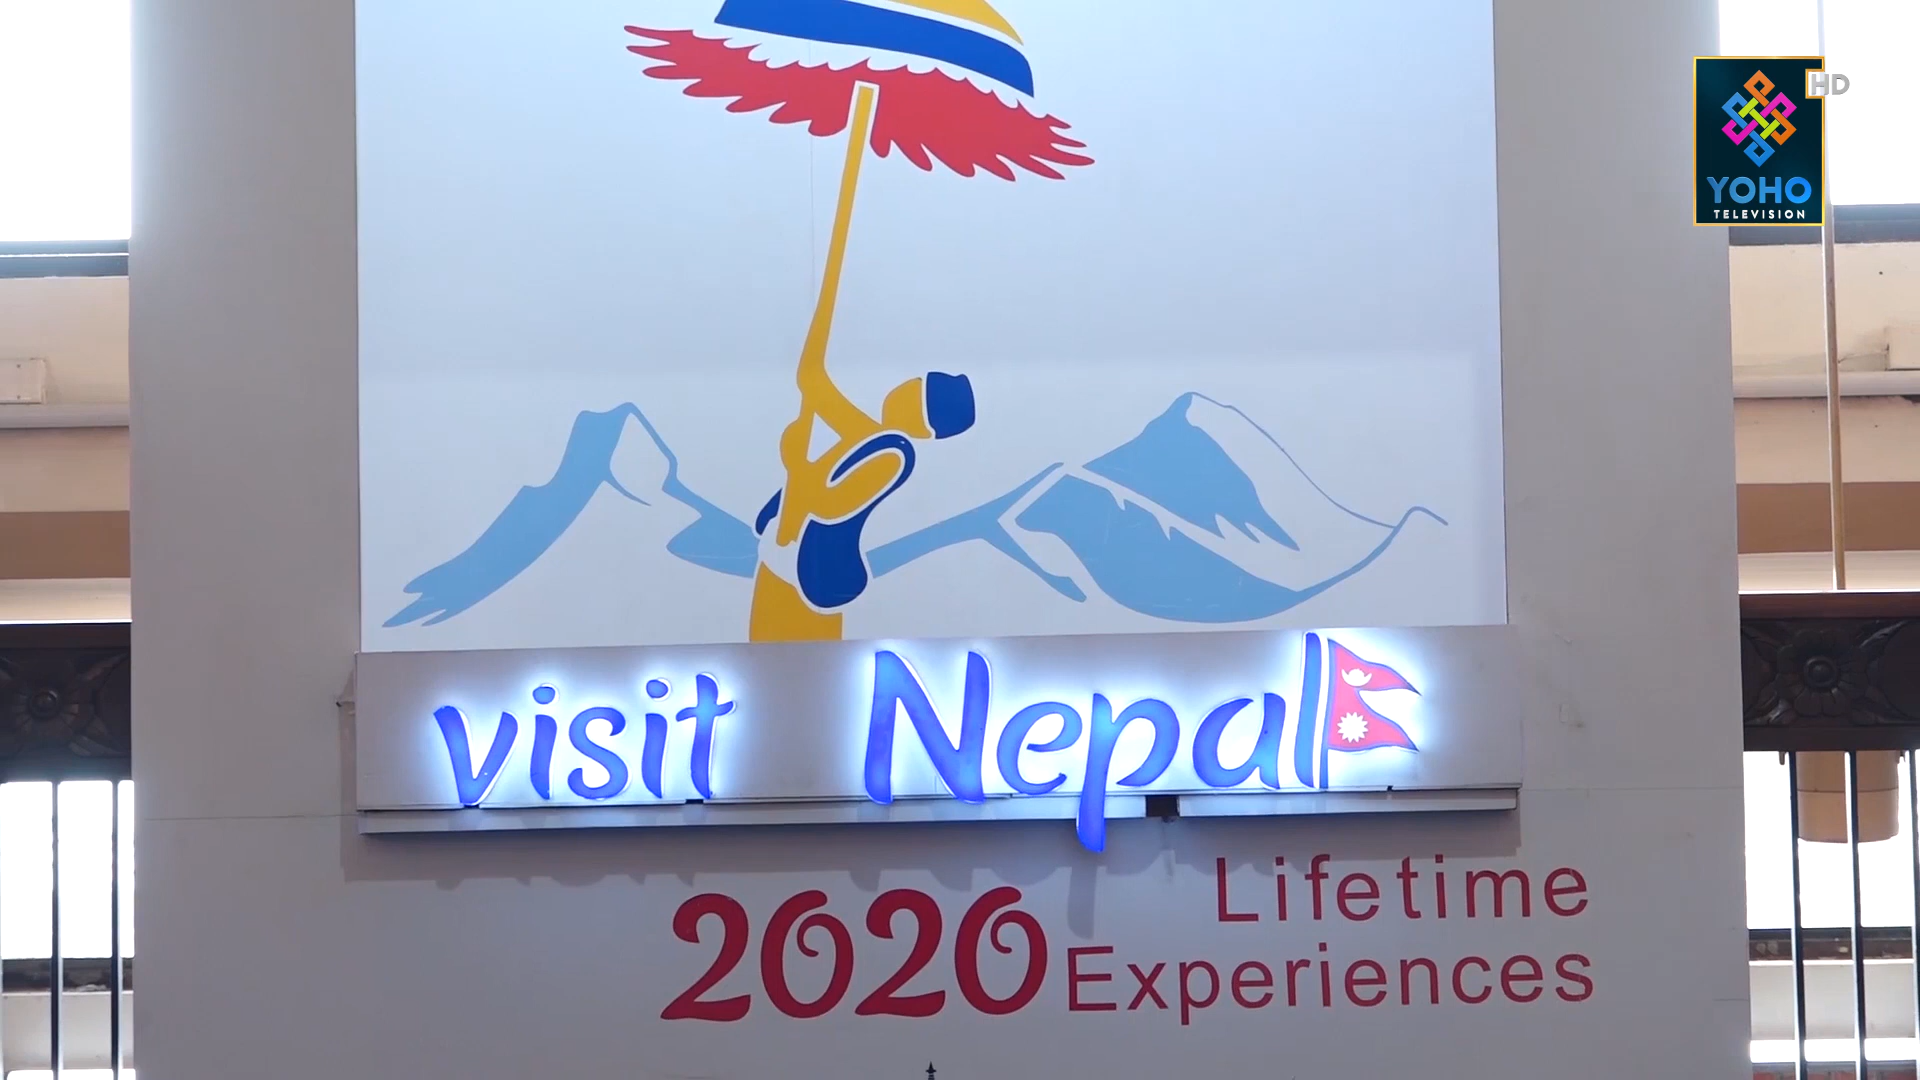 HD
YOHO
TELEVISION
visit Nepal
2020 Lifetime
Experiences